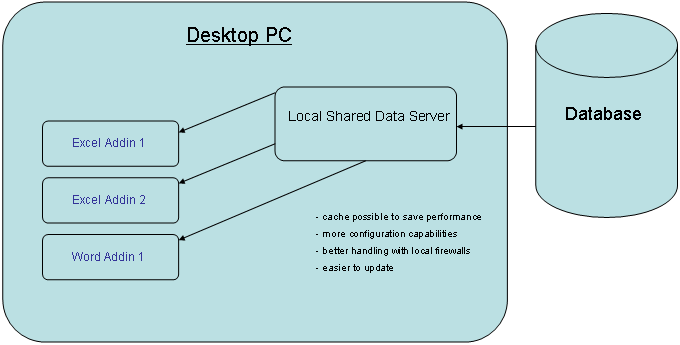 Desktop PC
Local Shared Data Server
Database
Excel Addin 1
Excel Addin 2
Word Addin 1
- cache possible to save performance
- more configuration capabilities
- better handling with local firewalls
- easier to update